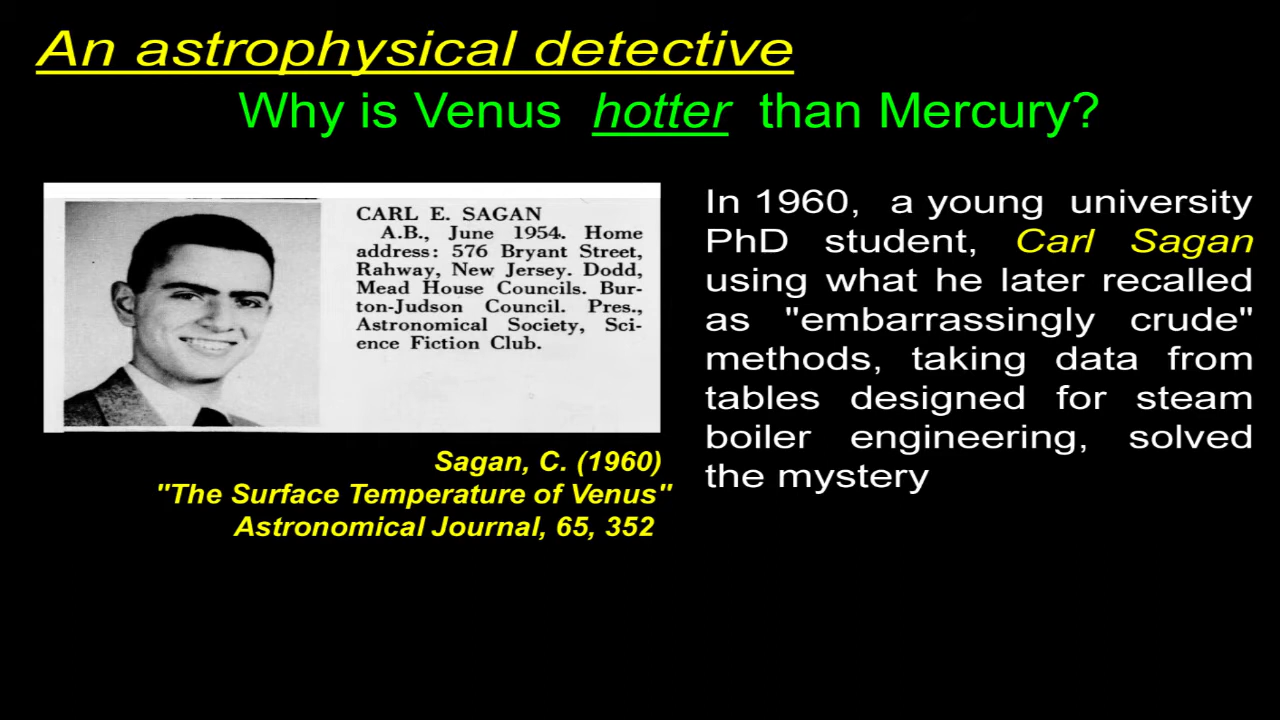 An astrophysical detective
Why is Venus hotter than Mercury?
CARL E. SAGAN
A.B., June 1954. Home
address: 576 Bryant Street,
Rahway, New Jersey. Dodd,
Mead House Councils. Bur-
ton-Judson Council. Pres.,
Astronomical Society, Sci-
ence Fiction Club.
Sagan, C. (1960)
"The Surface Temperature of Venus"
Astronomical Journal, 65, 352
In 1960, a young university
PhD student, Carl Sagan
using what he later recalled
as "embarrassingly crude"
methods, taking data from
tables designed for steam
boiler engineering, solved
the mystery